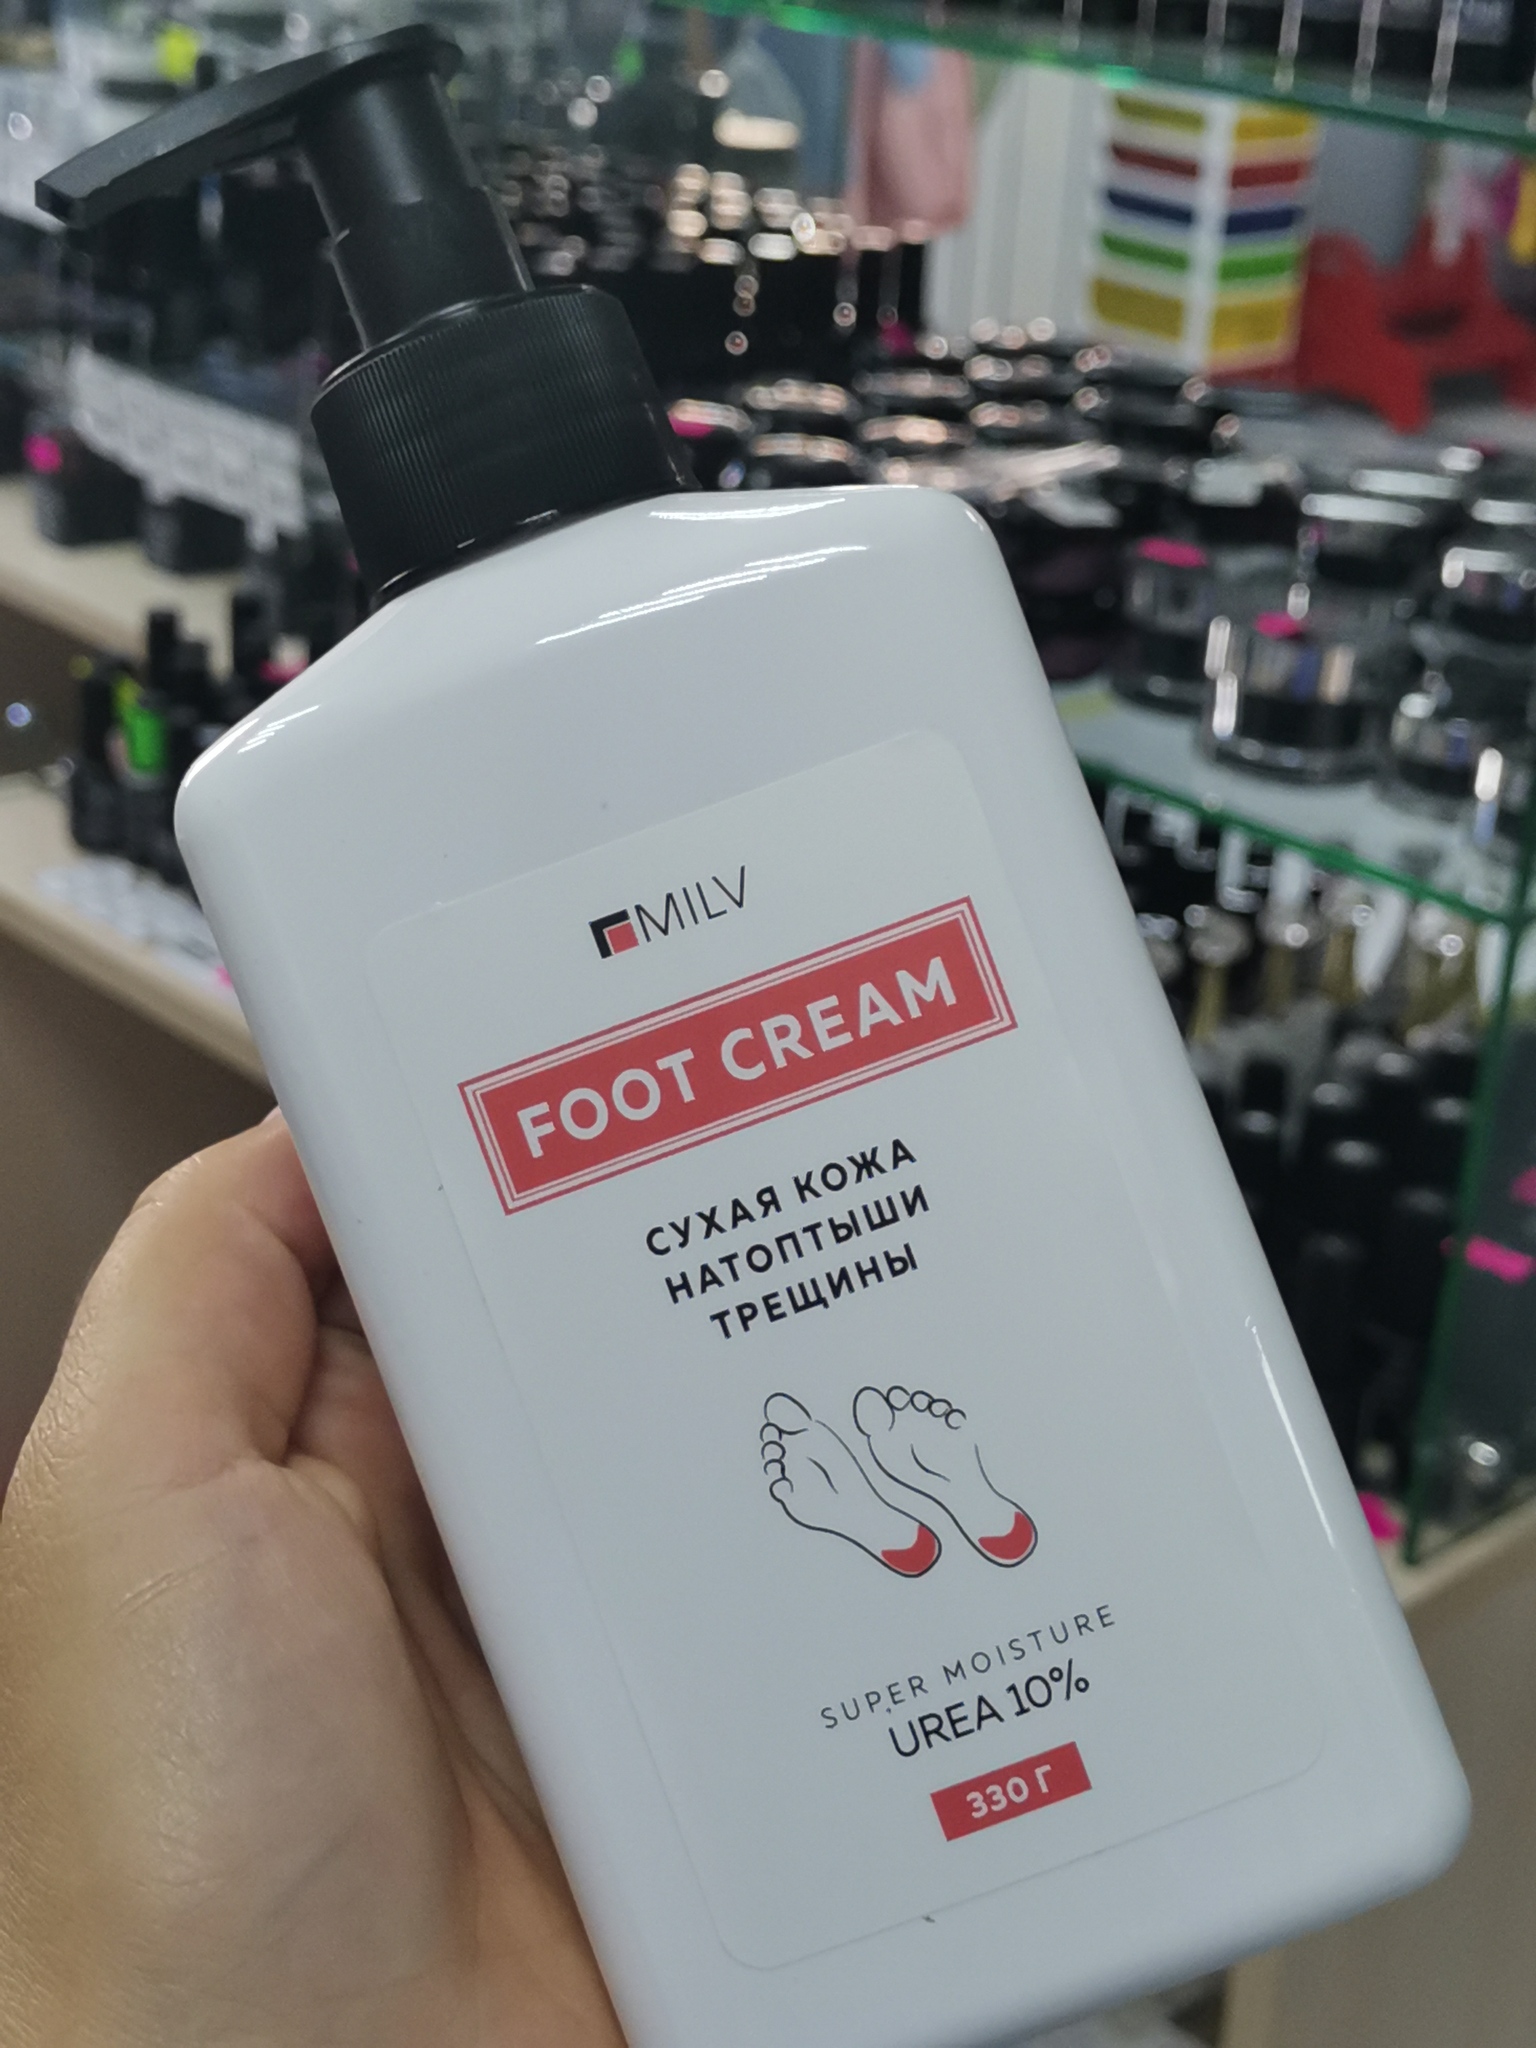 MILV
FOOT CREAM
СУХАЯ КОЖА
НАТОПТЫШИ
ТРЕЩИНЫ
SUPER MOISTURE
UREA 10%
330 Г